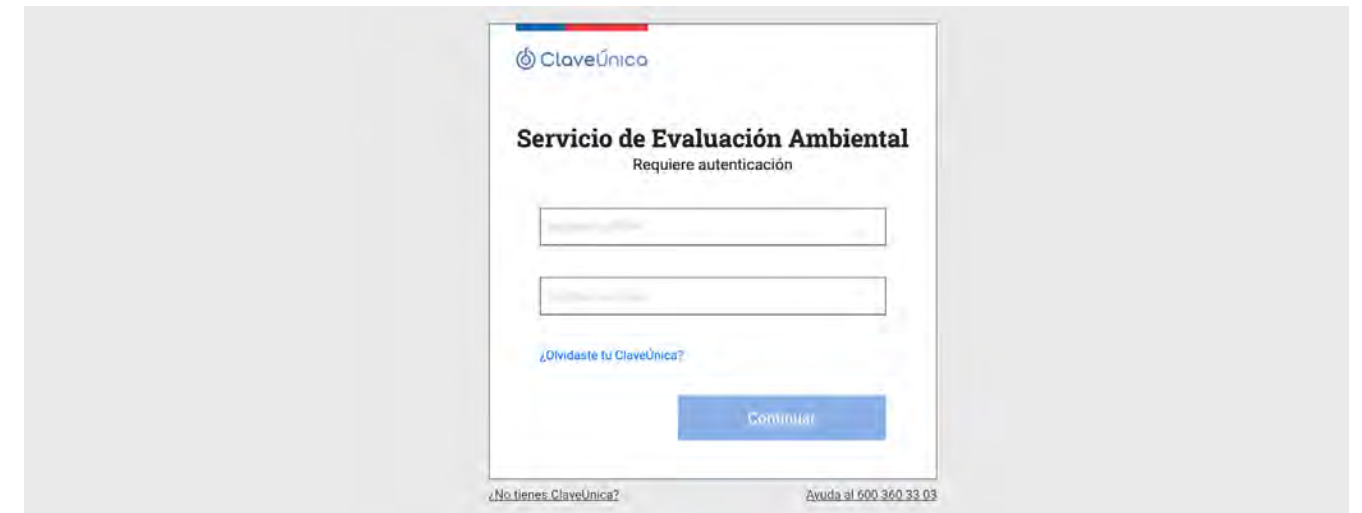 ClaveÚnica
Servicio de Evaluación Ambiental
Requiere autenticación
¿Olvidaste tu ClaveÚnica?
Continuar
¿No tienes ClaveÚnica?
Ayuda al 600 360 33 03